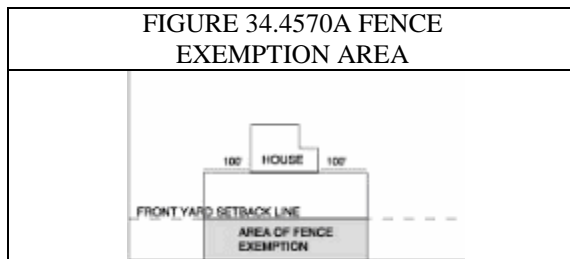 FIGURE 34.4570A FENCE
EXEMPTION AREA
100' HOUSE 100'
FRONT YARD SETBACK LINE
AREA OF FENCE
EXEMPTION